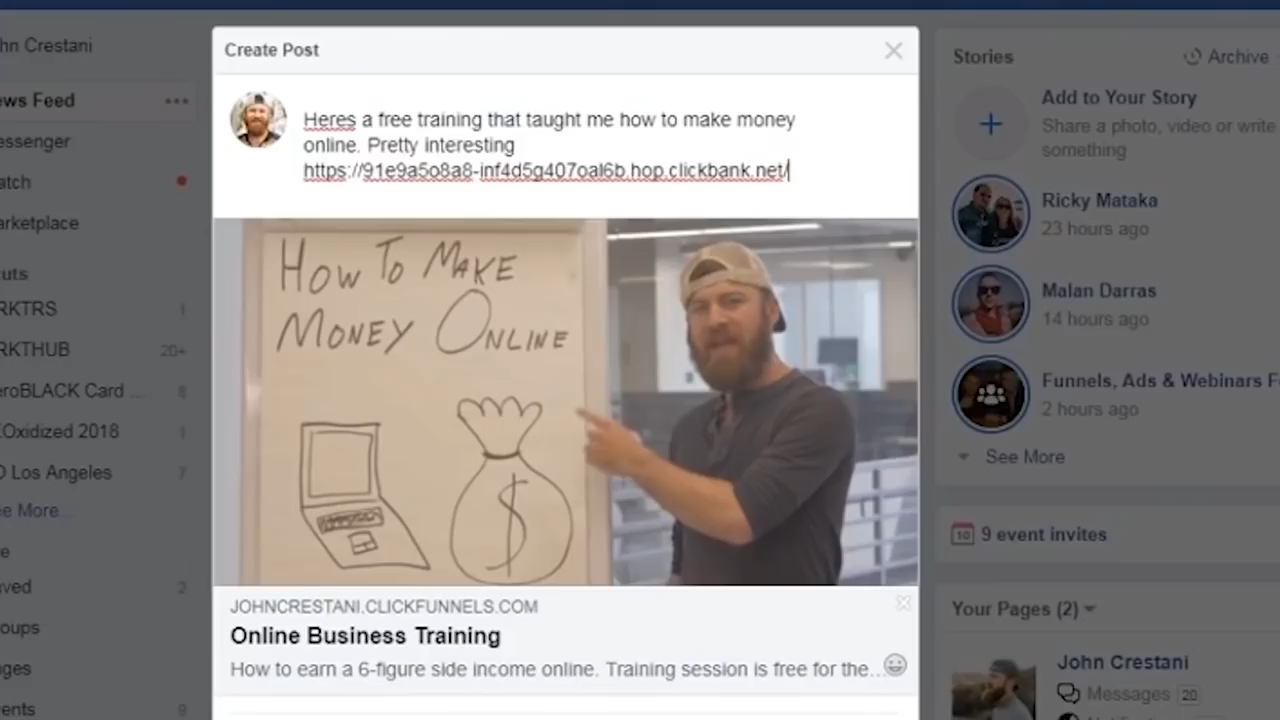 hn Crestani
ews Feed
essenger
atch
arketplace
uts
RKTRS 1
RKTHUB 20+
eroBLACK Card ... 8
Oxidized 2018 1
O Los Angeles 7
ee More...
e
aved 2
oups
ges
ents 9
Create Post
Heres a free training that taught me how to make money
online. Pretty interesting
https://91e9a5o8a8-inf4d5g407oal6b.hop.clickbank.net/
HOW TO MAKE
MONEY ONLINE
$
JOHNCRESTANI.CLICKFUNNELS.COM
Online Business Training
How to earn a 6-figure side income online. Training session is free for the...
Stories Archive
Add to Your Story
Share a photo, video or write
something
Ricky Mataka
23 hours ago
Malan Darras
14 hours ago
Funnels, Ads & Webinars F
2 hours ago
See More
10 9 event invites
Your Pages (2)
John Crestani
Messages 20